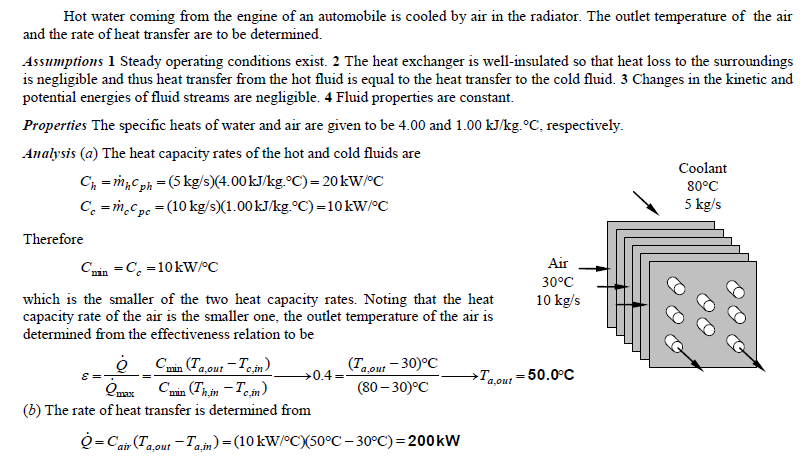 Hot water coming from the engine of an automobile is cooled by air in the radiator. The outlet temperature of the air
and the rate of heat transfer are to be determined.
Assumptions 1 Steady operating conditions exist. 2 The heat exchanger is well-insulated so that heat loss to the surroundings
is negligible and thus heat transfer from the hot fluid is equal to the heat transfer to the cold fluid. 3 Changes in the kinetic and
potential energies of fluid streams are negligible. 4 Fluid properties are constant.
Properties The specific heats of water and air are given to be 4.00 and 1.00 kJ/kg.°C, respectively.
Analysis (a) The heat capacity rates of the hot and cold fluids are
C_h = ṁ_h c_ph = (5 kg/s)(4.00 kJ/kg.°C) = 20 kW/°C
C_c = ṁ_c c_pc = (10 kg/s)(1.00 kJ/kg.°C) = 10 kW/°C
Therefore
C_min = C_c = 10 kW/°C
which is the smaller of the two heat capacity rates. Noting that the heat
capacity rate of the air is the smaller one, the outlet temperature of the air is
determined from the effectiveness relation to be
ε = Q̇ / Q̇_max = C_min (T_a,out − T_c,in) / C_min (T_h,in − T_c,in) ⟶ 0.4 = (T_a,out − 30)°C / (80 − 30)°C ⟶ T_a,out = 50.0°C
(b) The rate of heat transfer is determined from
Q̇ = C_air (T_a,out − T_a,in) = (10 kW/°C)(50°C − 30°C) = 200 kW
Coolant
80°C
5 kg/s
Air
30°C
10 kg/s